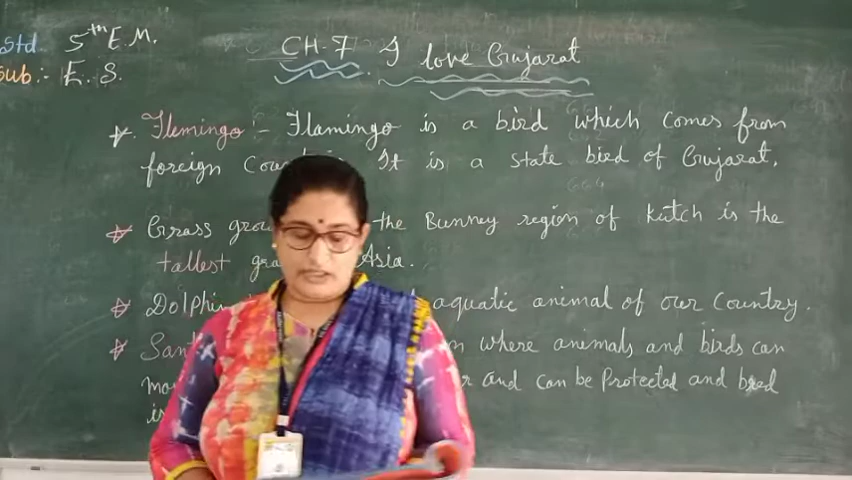 Std. 5th E.M.
Sub:- E. S.
CH-7 I love Gujarat
Flemingo :- Flamingo is a bird which comes from
foreign It is a state bird of Gujarat.
Grass the Bunney region of Kutch is the
tallest Asia.
Dolphin aquatic animal of our Country.
where animals and birds can
and can be Protected and bred